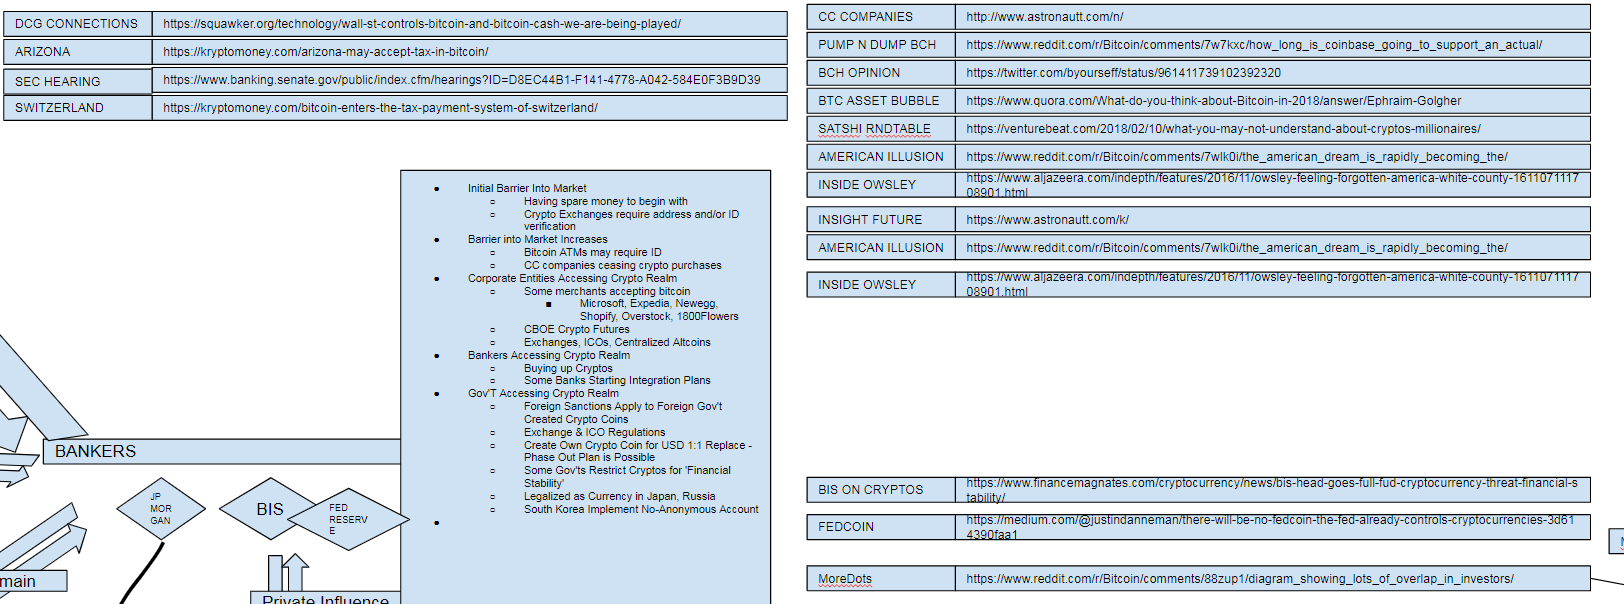 DCG CONNECTIONS https://squawker.org/technology/wall-st-controls-bitcoin-and-bitcoin-cash-we-are-being-played/
ARIZONA https://kryptomoney.com/arizona-may-accept-tax-in-bitcoin/
SEC HEARING https://www.banking.senate.gov/public/index.cfm/hearings?ID=D8EC44B1-F141-4778-A042-584E0F3B9D39
SWITZERLAND https://kryptomoney.com/bitcoin-enters-the-tax-payment-system-of-switzerland/
CC COMPANIES http://www.astronautt.com/n/
PUMP N DUMP BCH https://www.reddit.com/r/Bitcoin/comments/7w7kxc/how_long_is_coinbase_going_to_support_an_actual/
BCH OPINION https://twitter.com/byourseff/status/961411739102392320
BTC ASSET BUBBLE https://www.quora.com/What-do-you-think-about-Bitcoin-in-2018/answer/Ephraim-Golgher
SATSHI RNDTABLE https://venturebeat.com/2018/02/10/what-you-may-not-understand-about-cryptos-millionaires/
AMERICAN ILLUSION https://www.reddit.com/r/Bitcoin/comments/7wlk0i/the_american_dream_is_rapidly_becoming_the/
INSIDE OWSLEY https://www.aljazeera.com/indepth/features/2016/11/owsley-feeling-forgotten-america-white-county-1611071117
08901.html
INSIGHT FUTURE https://www.astronautt.com/k/
AMERICAN ILLUSION https://www.reddit.com/r/Bitcoin/comments/7wlk0i/the_american_dream_is_rapidly_becoming_the/
INSIDE OWSLEY https://www.aljazeera.com/indepth/features/2016/11/owsley-feeling-forgotten-america-white-county-1611071117
08901.html
● Initial Barrier Into Market
○ Having spare money to begin with
○ Crypto Exchanges require address and/or ID
verification
● Barrier into Market Increases
○ Bitcoin ATMs may require ID
○ CC companies ceasing crypto purchases
● Corporate Entities Accessing Crypto Realm
○ Some merchants accepting bitcoin
■ Microsoft, Expedia, Newegg,
Shopify, Overstock, 1800Flowers
○ CBOE Crypto Futures
○ Exchanges, ICOs, Centralized Altcoins
● Bankers Accessing Crypto Realm
○ Buying up Cryptos
○ Some Banks Starting Integration Plans
● Gov'T Accessing Crypto Realm
○ Foreign Sanctions Apply to Foreign Gov't
Created Crypto Coins
○ Exchange & ICO Regulations
○ Create Own Crypto Coin for USD 1:1 Replace -
Phase Out Plan is Possible
○ Some Gov'ts Restrict Cryptos for 'Financial
Stability'
○ Legalized as Currency in Japan, Russia
○ South Korea Implement No-Anonymous Account
●
BANKERS
JP
MOR
GAN
BIS
FED
RESERV
E
main
Private Influence
BIS ON CRYPTOS https://www.financemagnates.com/cryptocurrency/news/bis-head-goes-full-fud-cryptocurrency-threat-financial-s
tability/
FEDCOIN https://medium.com/@justindanneman/there-will-be-no-fedcoin-the-fed-already-controls-cryptocurrencies-3d61
4390faa1
MoreDots https://www.reddit.com/r/Bitcoin/comments/88zup1/diagram_showing_lots_of_overlap_in_investors/